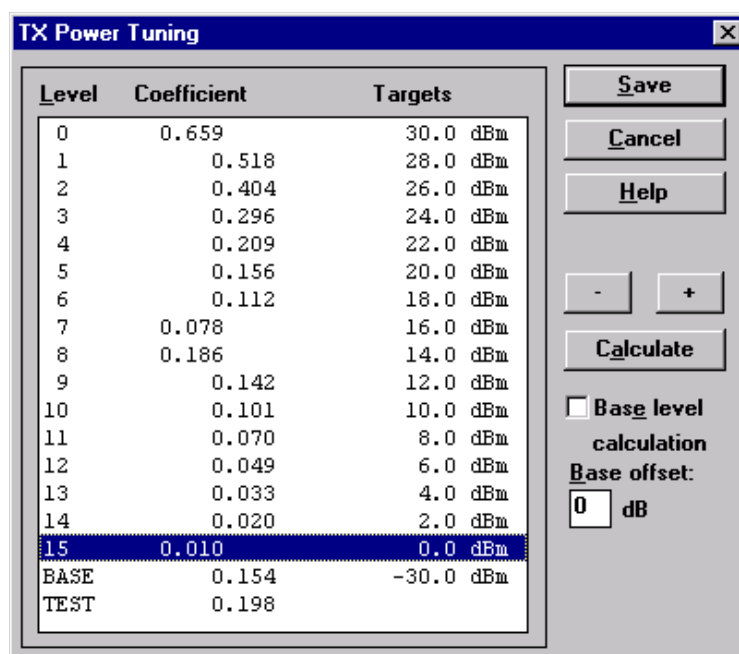 TX Power Tuning
Level Coefficient Targets
0 0.659 30.0 dBm
1 0.518 28.0 dBm
2 0.404 26.0 dBm
3 0.296 24.0 dBm
4 0.209 22.0 dBm
5 0.156 20.0 dBm
6 0.112 18.0 dBm
7 0.078 16.0 dBm
8 0.186 14.0 dBm
9 0.142 12.0 dBm
10 0.101 10.0 dBm
11 0.070 8.0 dBm
12 0.049 6.0 dBm
13 0.033 4.0 dBm
14 0.020 2.0 dBm
15 0.010 0.0 dBm
BASE 0.154 -30.0 dBm
TEST 0.198
Save
Cancel
Help
- +
Calculate
Base level
calculation
Base offset:
0 dB